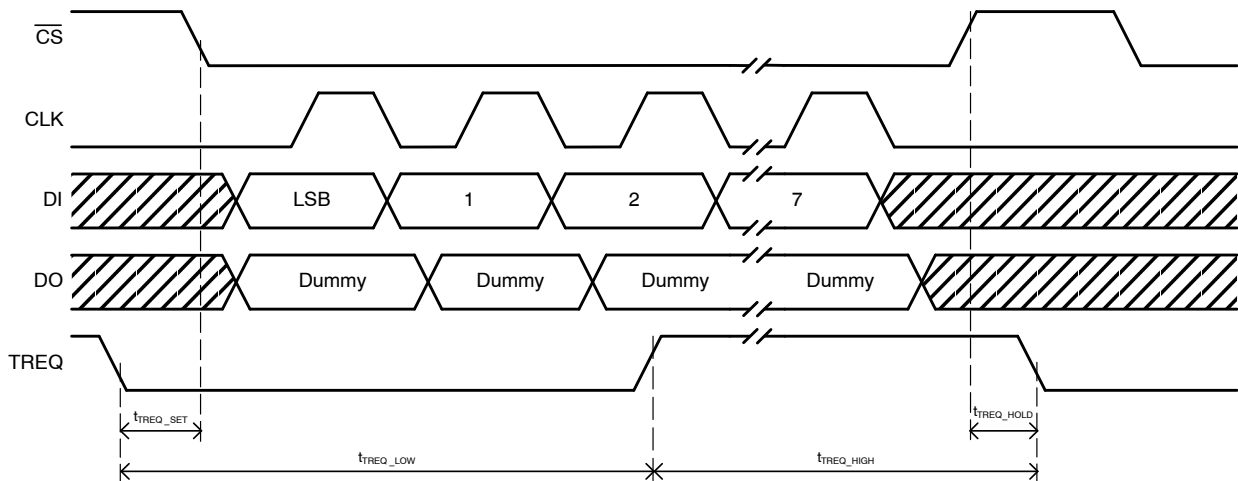 CS
CLK
DI LSB 1 2 7
DO Dummy Dummy Dummy Dummy
TREQ
tTREQ_SET
tTREQ_HOLD
tTREQ_LOW
tTREQ_HIGH